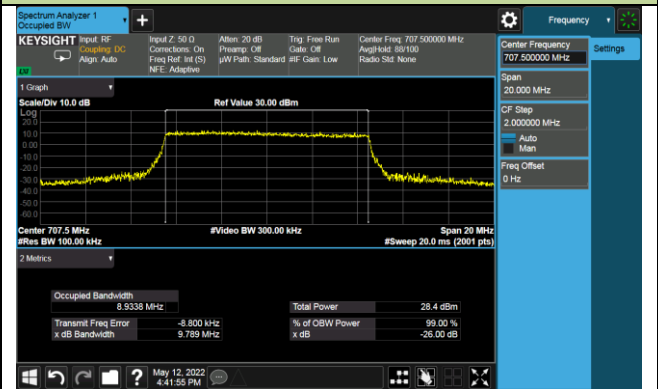 Spectrum Analyzer 1
Occupied BW
+
Frequency
KEYSIGHT
Input: RF
Coupling: DC
Align: Auto
Input Z: 50 Ω
Corrections: On
Freq Ref: Int (S)
NFE: Adaptive
Atten: 20 dB
Preamp: Off
µW Path: Standard
Trig: Free Run
Gate: Off
#IF Gain: Low
Center Freq: 707.500000 MHz
Avg|Hold: 88/100
Radio Std: None
Center Frequency
707.500000 MHz
Settings
Span
20.000 MHz
CF Step
2.000000 MHz
Auto
Man
Freq Offset
0 Hz
1 Graph
Scale/Div 10.0 dB
Ref Value 30.00 dBm
Log
20.0
10.0
0.00
-10.0
-20.0
-30.0
-40.0
-50.0
-60.0
Center 707.5 MHz
#Video BW 300.00 kHz
Span 20 MHz
#Res BW 100.00 kHz
#Sweep 20.0 ms (2001 pts)
2 Metrics
Occupied Bandwidth
8.9338 MHz
Total Power
28.4 dBm
Transmit Freq Error
-8.800 kHz
% of OBW Power
99.00 %
x dB Bandwidth
9.789 MHz
x dB
-26.00 dB
?
May 12, 2022
4:41:55 PM